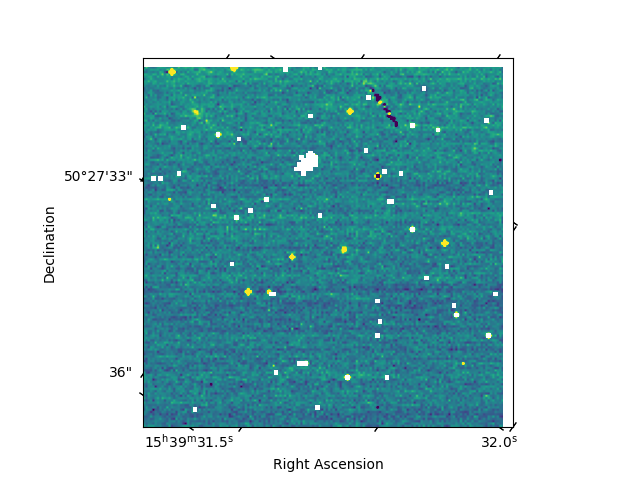 50°27'33"
Declination
36"
15ʰ39ᵐ31.5ˢ
32.0ˢ
Right Ascension